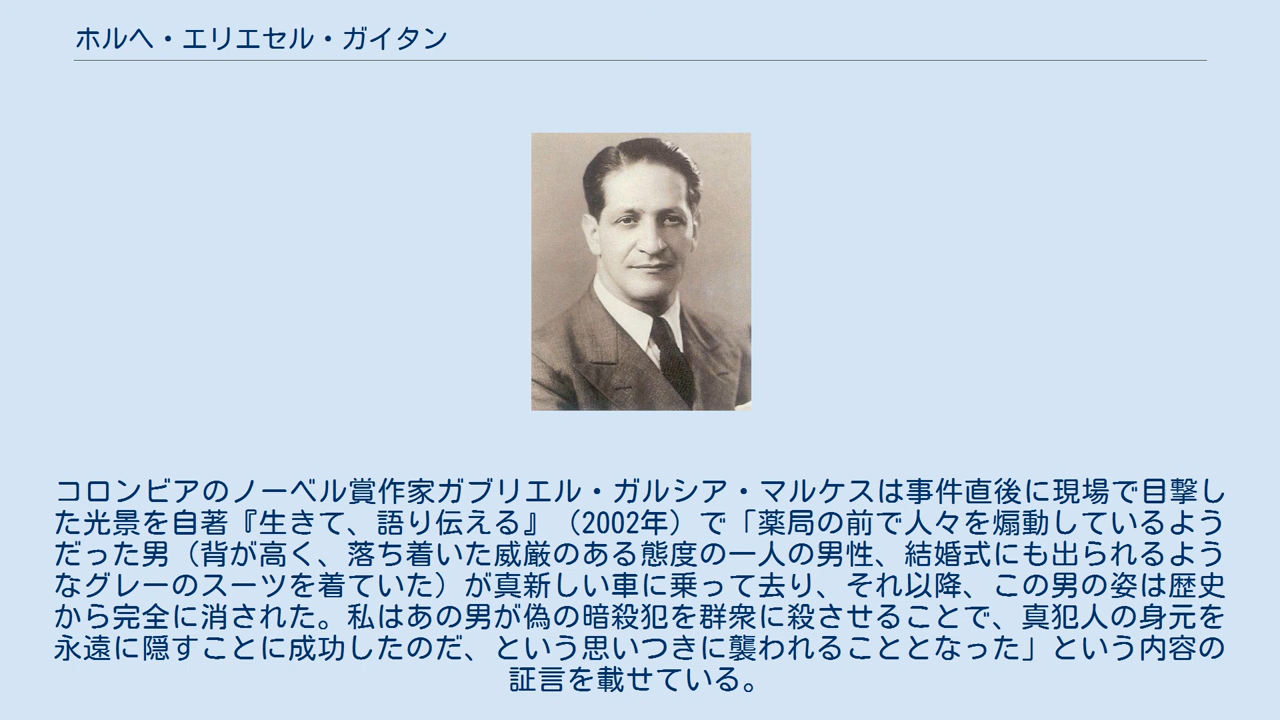 ホルヘ・エリエセル・ガイタン
コロンビアのノーベル賞作家ガブリエル・ガルシア・マルケスは事件直後に現場で目撃し
た光景を自著『生きて、語り伝える』（2002年）で「薬局の前で人々を煽動しているよう
だった男（背が高く、落ち着いた威厳のある態度の一人の男性、結婚式にも出られるよう
なグレーのスーツを着ていた）が真新しい車に乗って去り、それ以降、この男の姿は歴史
から完全に消された。私はあの男が偽の暗殺犯を群衆に殺させることで、真犯人の身元を
永遠に隠すことに成功したのだ、という思いつきに襲われることとなった」という内容の
証言を載せている。